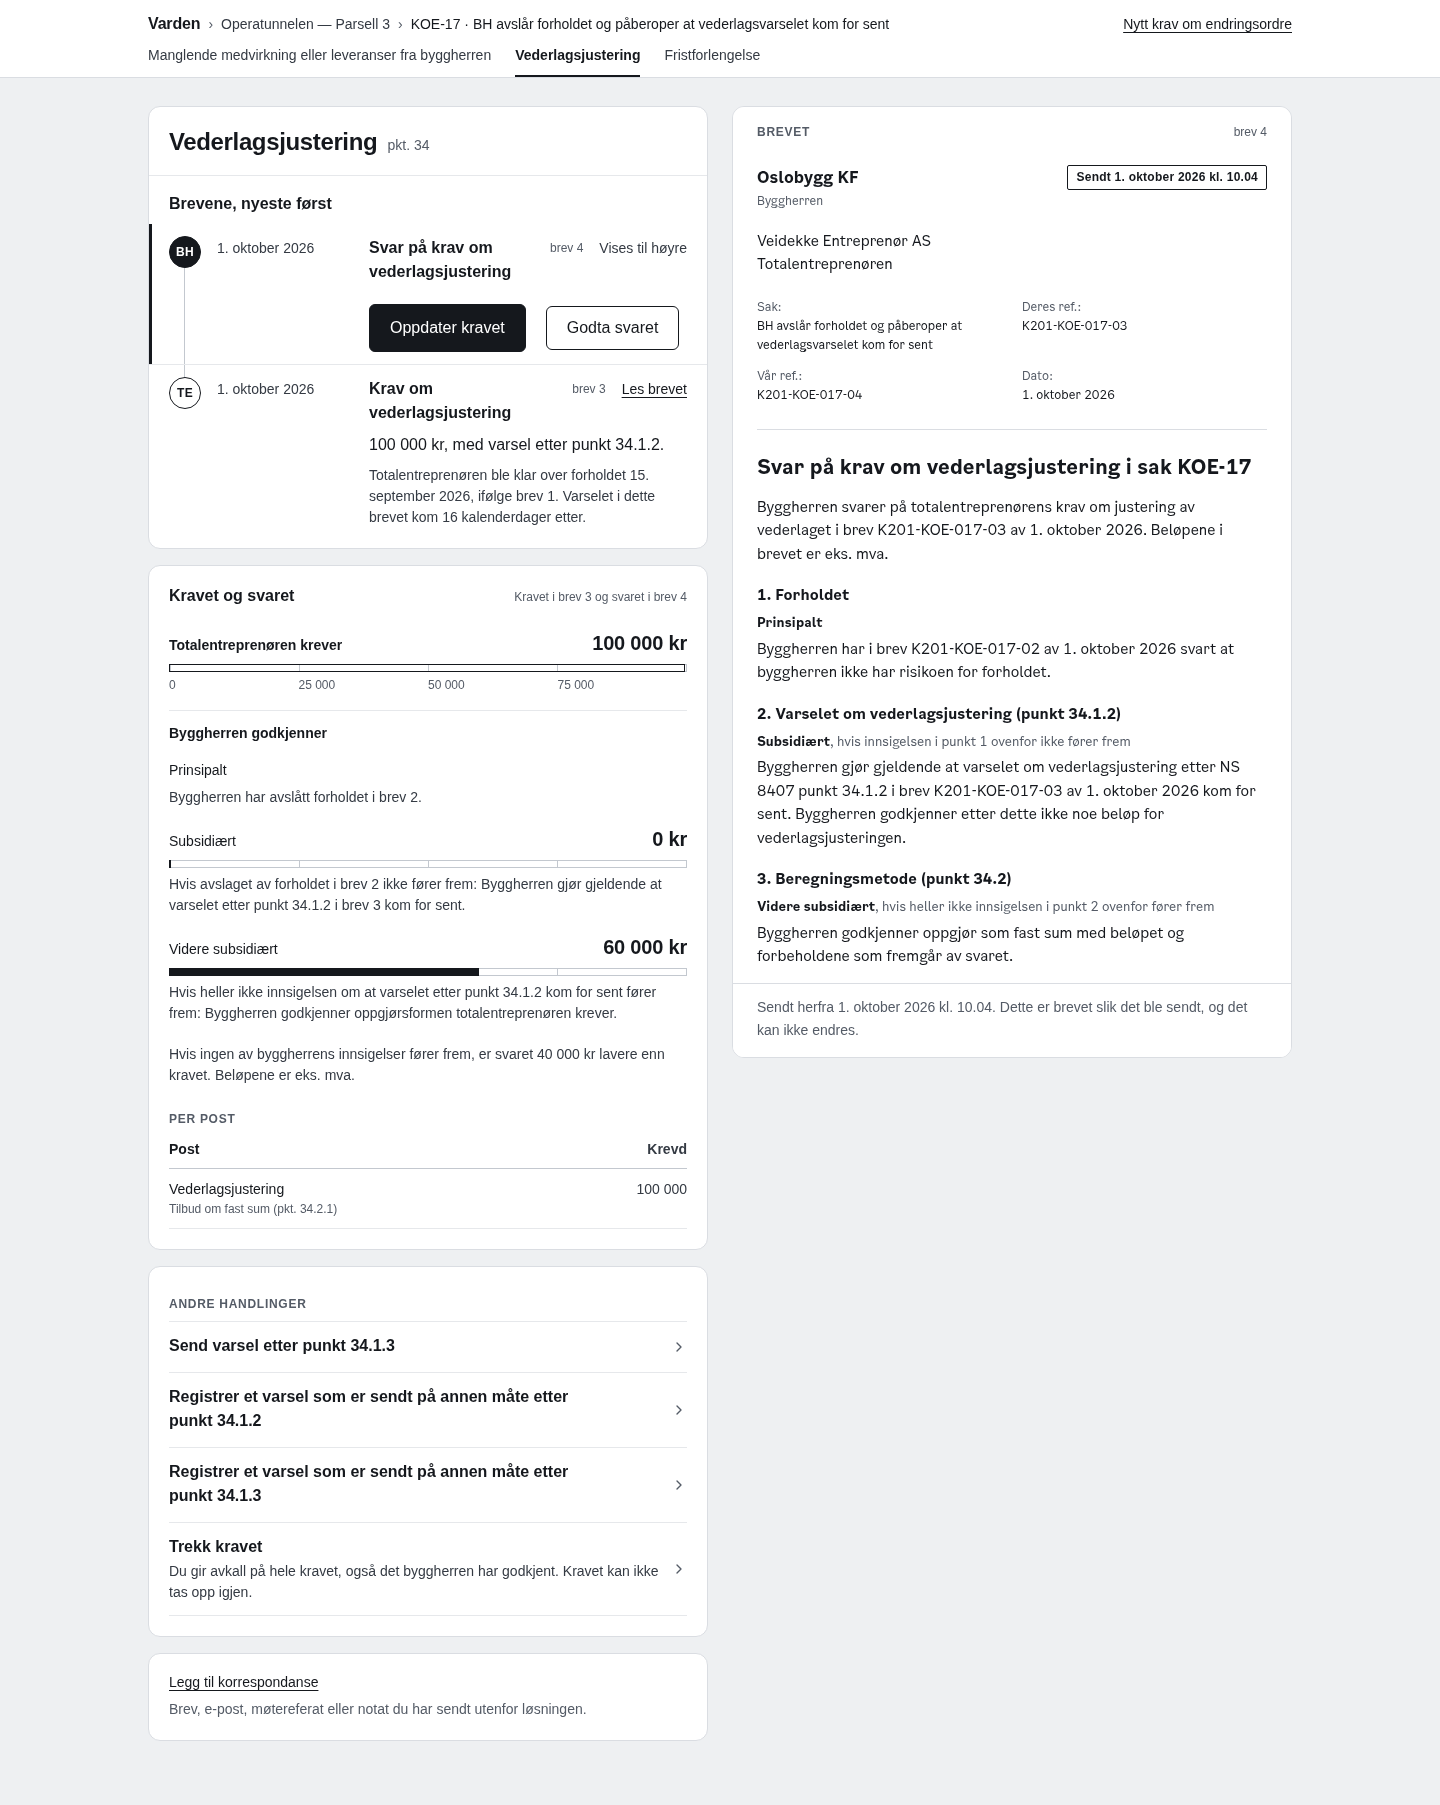 Varden › Operatunnelen — Parsell 3 › KOE-17 · BH avslår forholdet og påberoper at vederlagsvarselet kom for sent
Nytt krav om endringsordre
Manglende medvirkning eller leveranser fra byggherren Vederlagsjustering Fristforlengelse
Vederlagsjustering pkt. 34
Brevene, nyeste først
BH 1. oktober 2026 Svar på krav om brev 4 Vises til høyre
vederlagsjustering
Oppdater kravet Godta svaret
TE 1. oktober 2026 Krav om brev 3 Les brevet
vederlagsjustering
100 000 kr, med varsel etter punkt 34.1.2.
Totalentreprenøren ble klar over forholdet 15.
september 2026, ifølge brev 1. Varselet i dette
brevet kom 16 kalenderdager etter.
Kravet og svaret Kravet i brev 3 og svaret i brev 4
Totalentreprenøren krever 100 000 kr
0 25 000 50 000 75 000
Byggherren godkjenner
Prinsipalt
Byggherren har avslått forholdet i brev 2.
Subsidiært 0 kr
Hvis avslaget av forholdet i brev 2 ikke fører frem: Byggherren gjør gjeldende at
varselet etter punkt 34.1.2 i brev 3 kom for sent.
Videre subsidiært 60 000 kr
Hvis heller ikke innsigelsen om at varselet etter punkt 34.1.2 kom for sent fører
frem: Byggherren godkjenner oppgjørsformen totalentreprenøren krever.
Hvis ingen av byggherrens innsigelser fører frem, er svaret 40 000 kr lavere enn
kravet. Beløpene er eks. mva.
PER POST
Post Krevd
Vederlagsjustering 100 000
Tilbud om fast sum (pkt. 34.2.1)
ANDRE HANDLINGER
Send varsel etter punkt 34.1.3
Registrer et varsel som er sendt på annen måte etter
punkt 34.1.2
Registrer et varsel som er sendt på annen måte etter
punkt 34.1.3
Trekk kravet
Du gir avkall på hele kravet, også det byggherren har godkjent. Kravet kan ikke
tas opp igjen.
Legg til korrespondanse
Brev, e-post, møtereferat eller notat du har sendt utenfor løsningen.
BREVET brev 4
Oslobygg KF Sendt 1. oktober 2026 kl. 10.04
Byggherren
Veidekke Entreprenør AS
Totalentreprenøren
Sak: Deres ref.:
BH avslår forholdet og påberoper at K201-KOE-017-03
vederlagsvarselet kom for sent
Vår ref.: Dato:
K201-KOE-017-04 1. oktober 2026
Svar på krav om vederlagsjustering i sak KOE-17
Byggherren svarer på totalentreprenørens krav om justering av
vederlaget i brev K201-KOE-017-03 av 1. oktober 2026. Beløpene i
brevet er eks. mva.
1. Forholdet
Prinsipalt
Byggherren har i brev K201-KOE-017-02 av 1. oktober 2026 svart at
byggherren ikke har risikoen for forholdet.
2. Varselet om vederlagsjustering (punkt 34.1.2)
Subsidiært, hvis innsigelsen i punkt 1 ovenfor ikke fører frem
Byggherren gjør gjeldende at varselet om vederlagsjustering etter NS
8407 punkt 34.1.2 i brev K201-KOE-017-03 av 1. oktober 2026 kom for
sent. Byggherren godkjenner etter dette ikke noe beløp for
vederlagsjusteringen.
3. Beregningsmetode (punkt 34.2)
Videre subsidiært, hvis heller ikke innsigelsen i punkt 2 ovenfor fører frem
Byggherren godkjenner oppgjør som fast sum med beløpet og
forbeholdene som fremgår av svaret.
Sendt herfra 1. oktober 2026 kl. 10.04. Dette er brevet slik det ble sendt, og det
kan ikke endres.